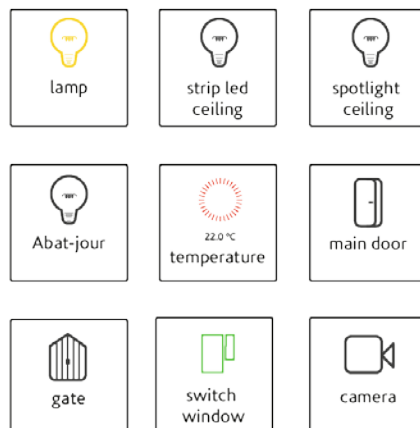 lamp
strip led
ceiling
spotlight
ceiling
Abat-jour
22.0 °C
temperature
main door
gate
switch
window
camera